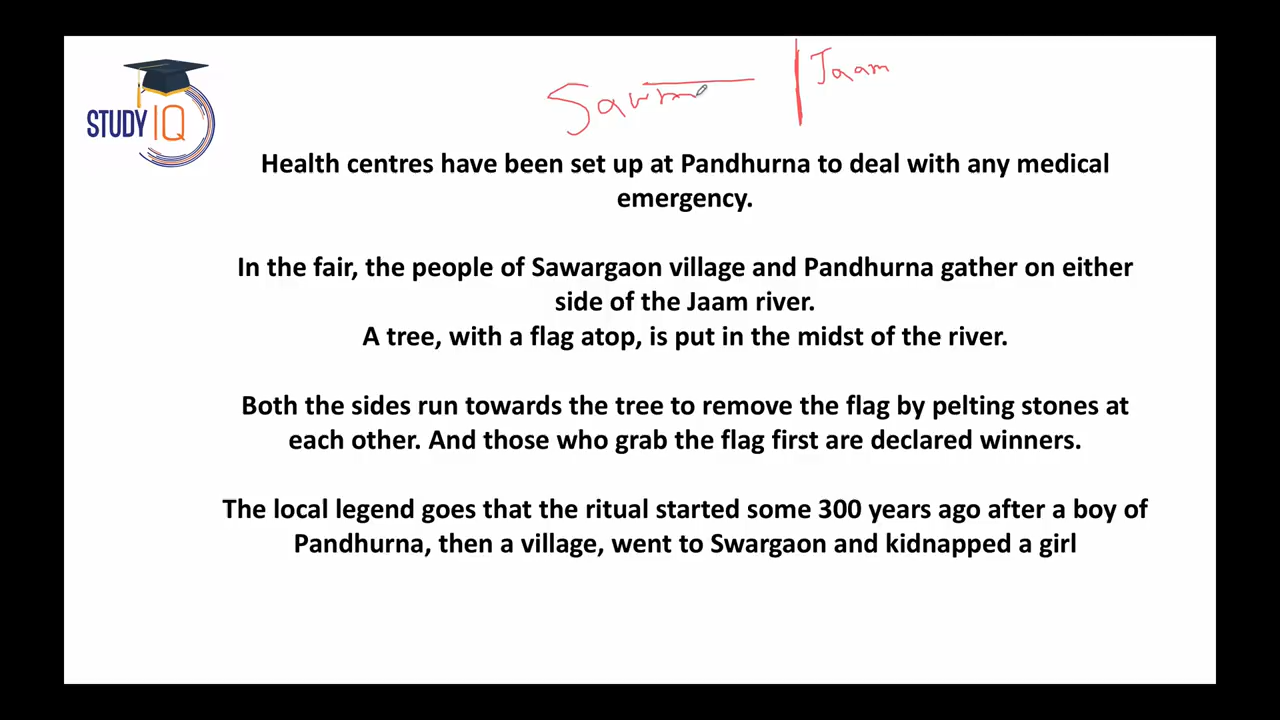 Jaam
STUDY IQ
Health centres have been set up at Pandhurna to deal with any medical
emergency.
In the fair, the people of Sawargaon village and Pandhurna gather on either
side of the Jaam river.
A tree, with a flag atop, is put in the midst of the river.
Both the sides run towards the tree to remove the flag by pelting stones at
each other. And those who grab the flag first are declared winners.
The local legend goes that the ritual started some 300 years ago after a boy of
Pandhurna, then a village, went to Swargaon and kidnapped a girl